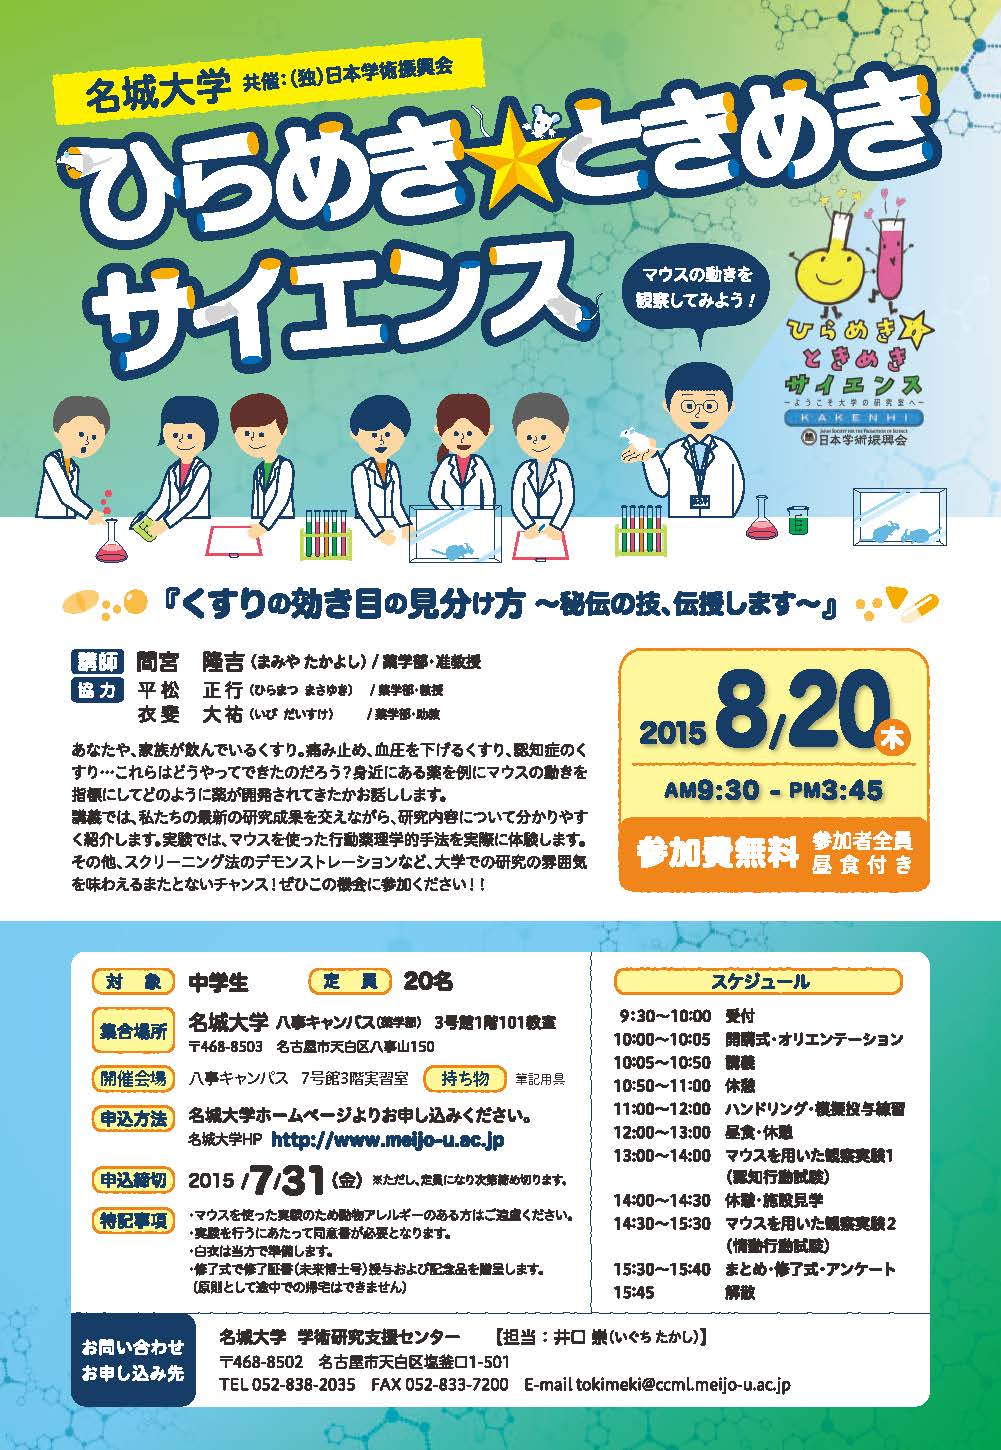 名城大学 共催：（独）日本学術振興会
ひらめき☆ときめき
サイエンス
マウスの動きを
観察してみよう！
ひらめき☆
ときめき
サイエンス
～ようこそ大学の研究室へ～
KAKENHI
JAPAN SOCIETY FOR THE PROMOTION OF SCIENCE
日本学術振興会
『くすりの効き目の見分け方 ～秘伝の技、伝授します～』
講師 間宮 隆吉（まみや たかよし）/ 薬学部・准教授
協力 平松 正行（ひらまつ まさゆき） / 薬学部・教授
衣斐 大祐（いび だいすけ） / 薬学部・助教
あなたや、家族が飲んでいるくすり。痛み止め、血圧を下げるくすり、認知症のく
すり…これらはどうやってできたのだろう？身近にある薬を例にマウスの動きを
指標にしてどのように薬が開発されてきたかお話しします。
講義では、私たちの最新の研究成果を交えながら、研究内容について分かりやす
く紹介します。実験では、マウスを使った行動薬理学的手法を実際に体験します。
その他、スクリーニング法のデモンストレーションなど、大学での研究の雰囲気
を味わえるまたとないチャンス！ぜひこの機会に参加ください！！
2015 8/20 木
AM9:30 - PM3:45
参加費無料 参加者全員
昼食付き
対象 中学生 定員 20名
集合場所 名城大学 八事キャンパス（薬学部） 3号館1階101教室
〒468-8503 名古屋市天白区八事山150
開催会場 八事キャンパス 7号館3階実習室 持ち物 筆記用具
申込方法 名城大学ホームページよりお申し込みください。
名城大学HP http://www.meijo-u.ac.jp
申込締切 2015 /7/31（金） ※ただし、定員になり次第締め切ります。
特記事項 ・マウスを使った実験のため動物アレルギーのある方はご遠慮ください。
・実験を行うにあたって同意書が必要となります。
・白衣は当方で準備します。
・修了式で修了証書（未来博士号）授与および記念品を贈呈します。
（原則として途中での帰宅はできません）
スケジュール
9:30～10:00 受付
10:00～10:05 開講式・オリエンテーション
10:05～10:50 講義
10:50～11:00 休憩
11:00～12:00 ハンドリング・模擬投与練習
12:00～13:00 昼食・休憩
13:00～14:00 マウスを用いた観察実験1
（認知行動試験）
14:00～14:30 休憩・施設見学
14:30～15:30 マウスを用いた観察実験2
（情動行動試験）
15:30～15:40 まとめ・修了式・アンケート
15:45 解散
お問い合わせ
お申し込み先
名城大学 学術研究支援センター 【担当：井口 崇（いぐち たかし）】
〒468-8502 名古屋市天白区塩釜口1-501
TEL 052-838-2035 FAX 052-833-7200 E-mail tokimeki@ccml.meijo-u.ac.jp